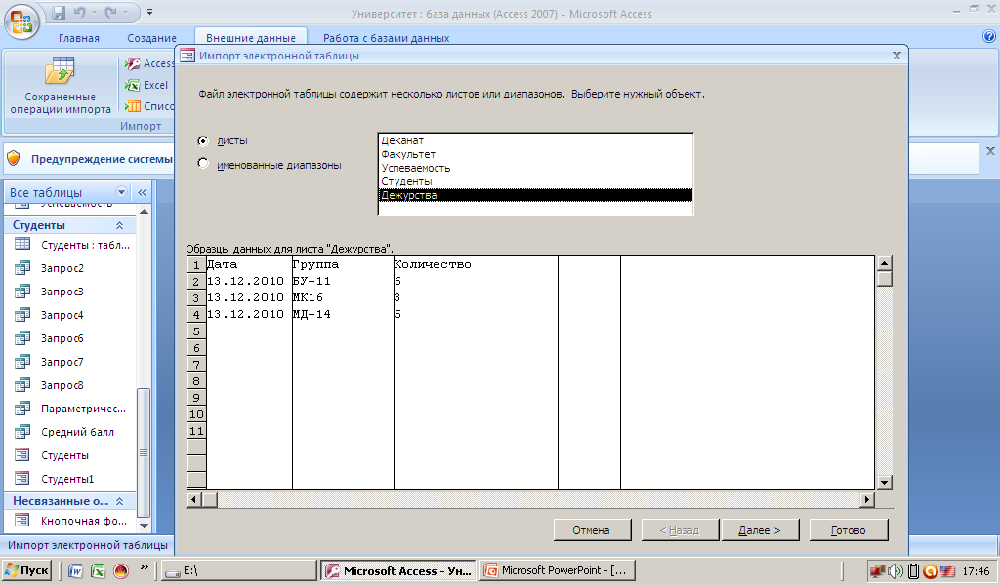 Университет : база данных (Access 2007) - Microsoft Access
Главная Создание Внешние данные Работа с базами данных
Сохраненные операции импорта
Access
Excel
Списо
Импорт
Предупреждение системы
Все таблицы
Успеваемость
Студенты
Студенты : табл...
Запрос2
Запрос3
Запрос4
Запрос6
Запрос7
Запрос8
Параметричес...
Средний балл
Студенты
Студенты1
Несвязанные о...
Кнопочная фо...
Импорт электронной таблицы
Импорт электронной таблицы
Файл электронной таблицы содержит несколько листов или диапазонов. Выберите нужный объект.
листы
именованные диапазоны
Деканат
Факультет
Успеваемость
Студенты
Дежурства
Образцы данных для листа "Дежурства".
1 Дата Группа Количество
2 13.12.2010 БУ-11 6
3 13.12.2010 МК16 3
4 13.12.2010 МД-14 5
5
6
7
8
9
10
11
Отмена < Назад Далее > Готово
Пуск » E:\ Microsoft Access - Ун... Microsoft PowerPoint - [... 17:46